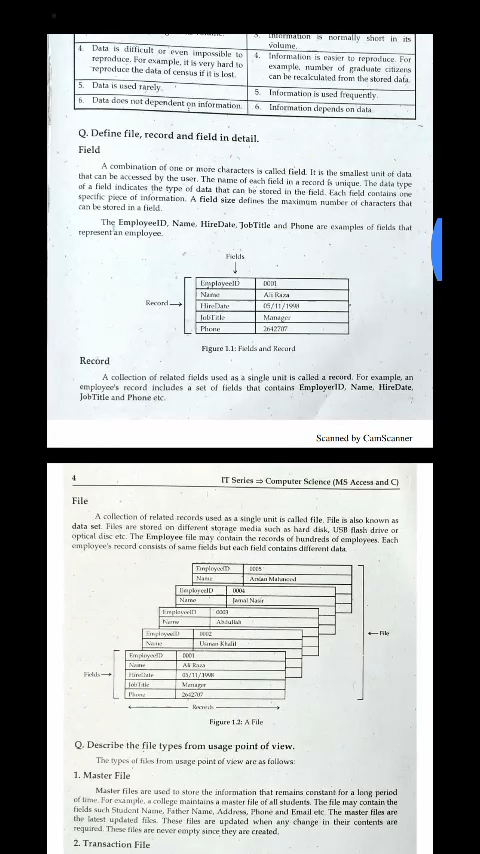 3. Information is normally short in its
volume.
4. Data is difficult or even impossible to
reproduce. For example, it is very hard to
reproduce the data of census if it is lost.
4. Information is easier to reproduce. For
example, number of graduate citizens
can be recalculated from the stored data.
5. Data is used rarely.
5. Information is used frequently.
6. Data does not dependent on information.
6. Information depends on data.
Q. Define file, record and field in detail.
Field
A combination of one or more characters is called field. It is the smallest unit of data
that can be accessed by the user. The name of each field in a record is unique. The data type
of a field indicates the type of data that can be stored in the field. Each field contains one
specific piece of information. A field size defines the maximum number of characters that
can be stored in a field.
The EmployeeID, Name, HireDate, JobTitle and Phone are examples of fields that
represent an employee.
Fields
EmployeeID 0001
Name Ali Raza
Record
HireDate 05/11/1998
JobTitle Manager
Phone 2642707
Figure 1.1: Fields and Record
Record
A collection of related fields used as a single unit is called a record. For example, an
employee's record includes a set of fields that contains EmployerID, Name, HireDate,
JobTitle and Phone etc.
Scanned by CamScanner
4 IT Series ⇒ Computer Science (MS Access and C)
File
A collection of related records used as a single unit is called file. File is also known as
data set. Files are stored on different storage media such as hard disk, USB flash drive or
optical disc etc. The Employee file may contain the records of hundreds of employees. Each
employee's record consists of same fields but each field contains different data.
EmployeeID 0005
Name Arslan Mahmood
EmployeeID 0004
Name Jamal Nasir
EmployeeID 0003
Name Abdullah
EmployeeID 0002
Name Usman Khalil
File
EmployeeID 0001
Name Ali Raza
Fields
HireDate 05/11/1998
JobTitle Manager
Phone 2642707
Records
Figure 1.2: A File
Q. Describe the file types from usage point of view.
The types of files from usage point of view are as follows:
1. Master File
Master files are used to store the information that remains constant for a long period
of time. For example, a college maintains a master file of all students. The file may contain the
fields such Student Name, Father Name, Address, Phone and Email etc. The master files are
the latest updated files. These files are updated when any change in their contents are
required. These files are never empty since they are created.
2. Transaction File